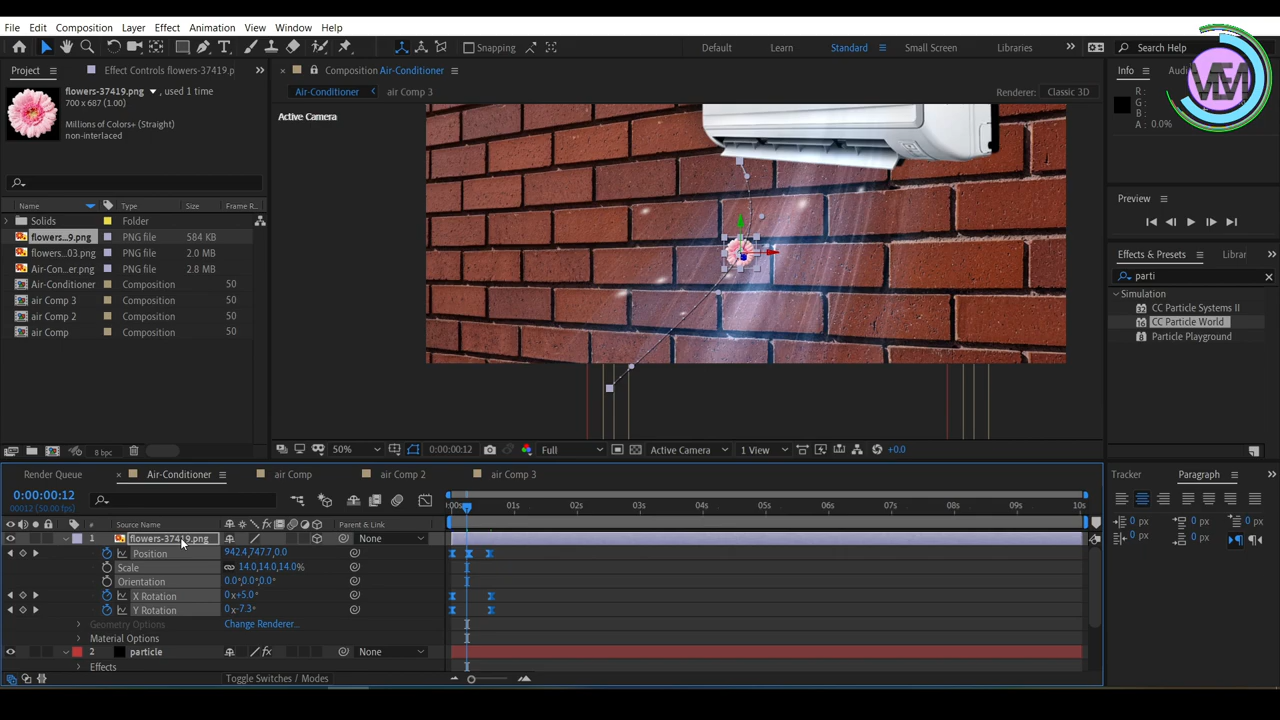 File Edit Composition Layer Effect Animation View Window Help
Snapping Default Learn Standard Small Screen Libraries Search Help
Project Effect Controls flowers-37419.p
flowers-37419.png , used 1 time
700 x 687 (1.00)
Millions of Colors+ (Straight)
non-interlaced
Name Type Size Frame R
Solids Folder
flowers...9.png PNG file 584 KB
flowers....03.png PNG file 2.0 MB
Air-Con...er.png PNG file 2.8 MB
Air-Conditioner Composition 50
air Comp 3 Composition 50
air Comp 2 Composition 50
air Comp Composition 50
8 bpc
Composition Air-Conditioner
Air-Conditioner air Comp 3 Renderer: Classic 3D
Active Camera
50% 0:00:00:12 Full Active Camera 1 View +0.0
Info
R :
G :
B :
A : 0.0%
VFM
Preview
Effects & Presets Librar
parti
Simulation
32 CC Particle Systems II
16 CC Particle World
Particle Playground
Render Queue Air-Conditioner air Comp air Comp 2 air Comp 3
0:00:00:12
00012 (50.00 fps)
# Source Name Parent & Link
1 flowers-37419.png None
Position 942.4,747.7,0.0
Scale 14.0,14.0,14.0%
Orientation 0.0°,0.0°,0.0°
X Rotation 0x+5.0°
Y Rotation 0x-7.3°
Geometry Options Change Renderer...
Material Options
2 particle None
Effects
Toggle Switches / Modes
01s 02s 03s 04s 05s 06s 07s 08s 09s 10s
Tracker Paragraph
0 px 0 px 0 px
0 px 0 px